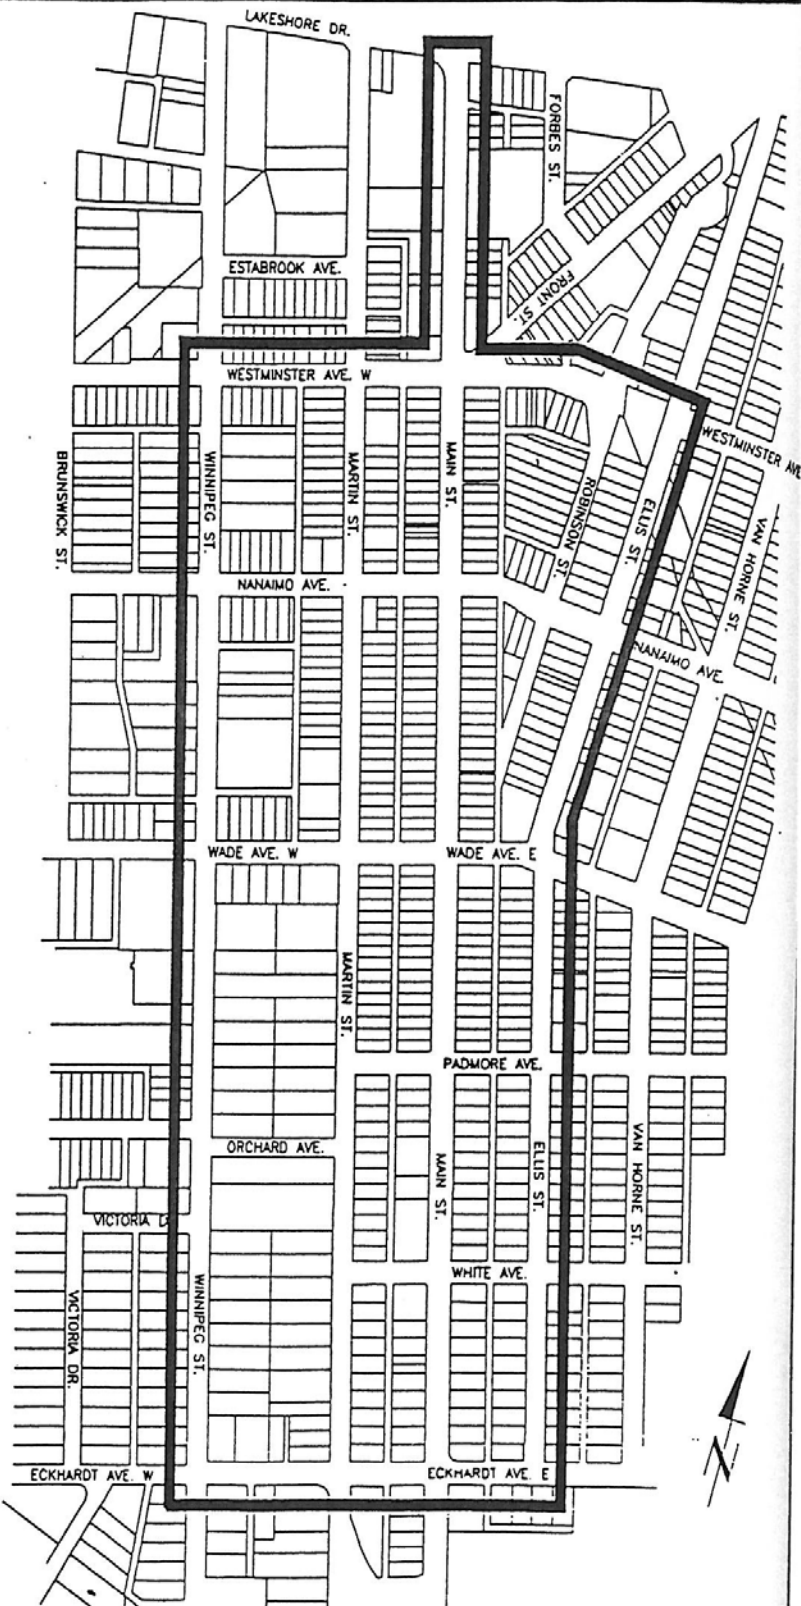 LAKESHORE DR.
FORBES ST.
ESTABROOK AVE.
FRONT ST.
WESTMINSTER AVE. W
WESTMINSTER AVE
BRUNSWICK ST.
WINNIPEG ST.
MARTIN ST.
MAIN ST.
ROBINSON ST.
ELLIS ST.
VAN HORNE ST.
NANAIMO AVE.
NANAIMO AVE.
WADE AVE. W
WADE AVE. E
MARTIN ST.
PADMORE AVE.
ORCHARD AVE.
MAIN ST.
ELLIS ST.
VAN HORNE ST.
VICTORIA D
WHITE AVE.
VICTORIA DR.
WINNIPEG ST.
ECKHARDT AVE. W
ECKHARDT AVE. E
N